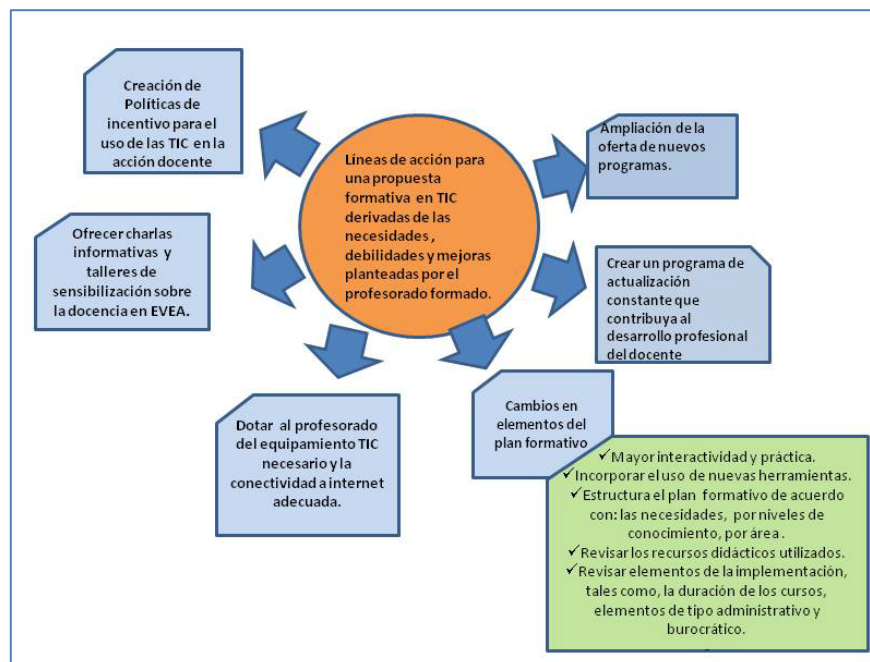 Creación de
Políticas de
incentivo para el
uso de las TIC en la
acción docente
Líneas de acción para
una propuesta
formativa en TIC
derivadas de las
necesidades ,
debilidades y mejoras
planteadas por el
profesorado formado.
Ampliación de la
oferta de nuevos
programas.
Ofrecer charlas
informativas y
talleres de
sensibilización sobre
la docencia en EVEA.
Crear un programa de
actualización
constante que
contribuya al
desarrollo profesional
del docente
Dotar al profesorado
del equipamiento TIC
necesario y la
conectividad a internet
adecuada.
Cambios en
elementos del
plan formativo
✓Mayor interactividad y práctica.
✓Incorporar el uso de nuevas herramientas.
✓Estructura el plan formativo de acuerdo
con: las necesidades, por niveles de
conocimiento, por área .
✓Revisar los recursos didácticos utilizados.
✓Revisar elementos de la implementación,
tales como, la duración de los cursos,
elementos de tipo administrativo y
burocrático.